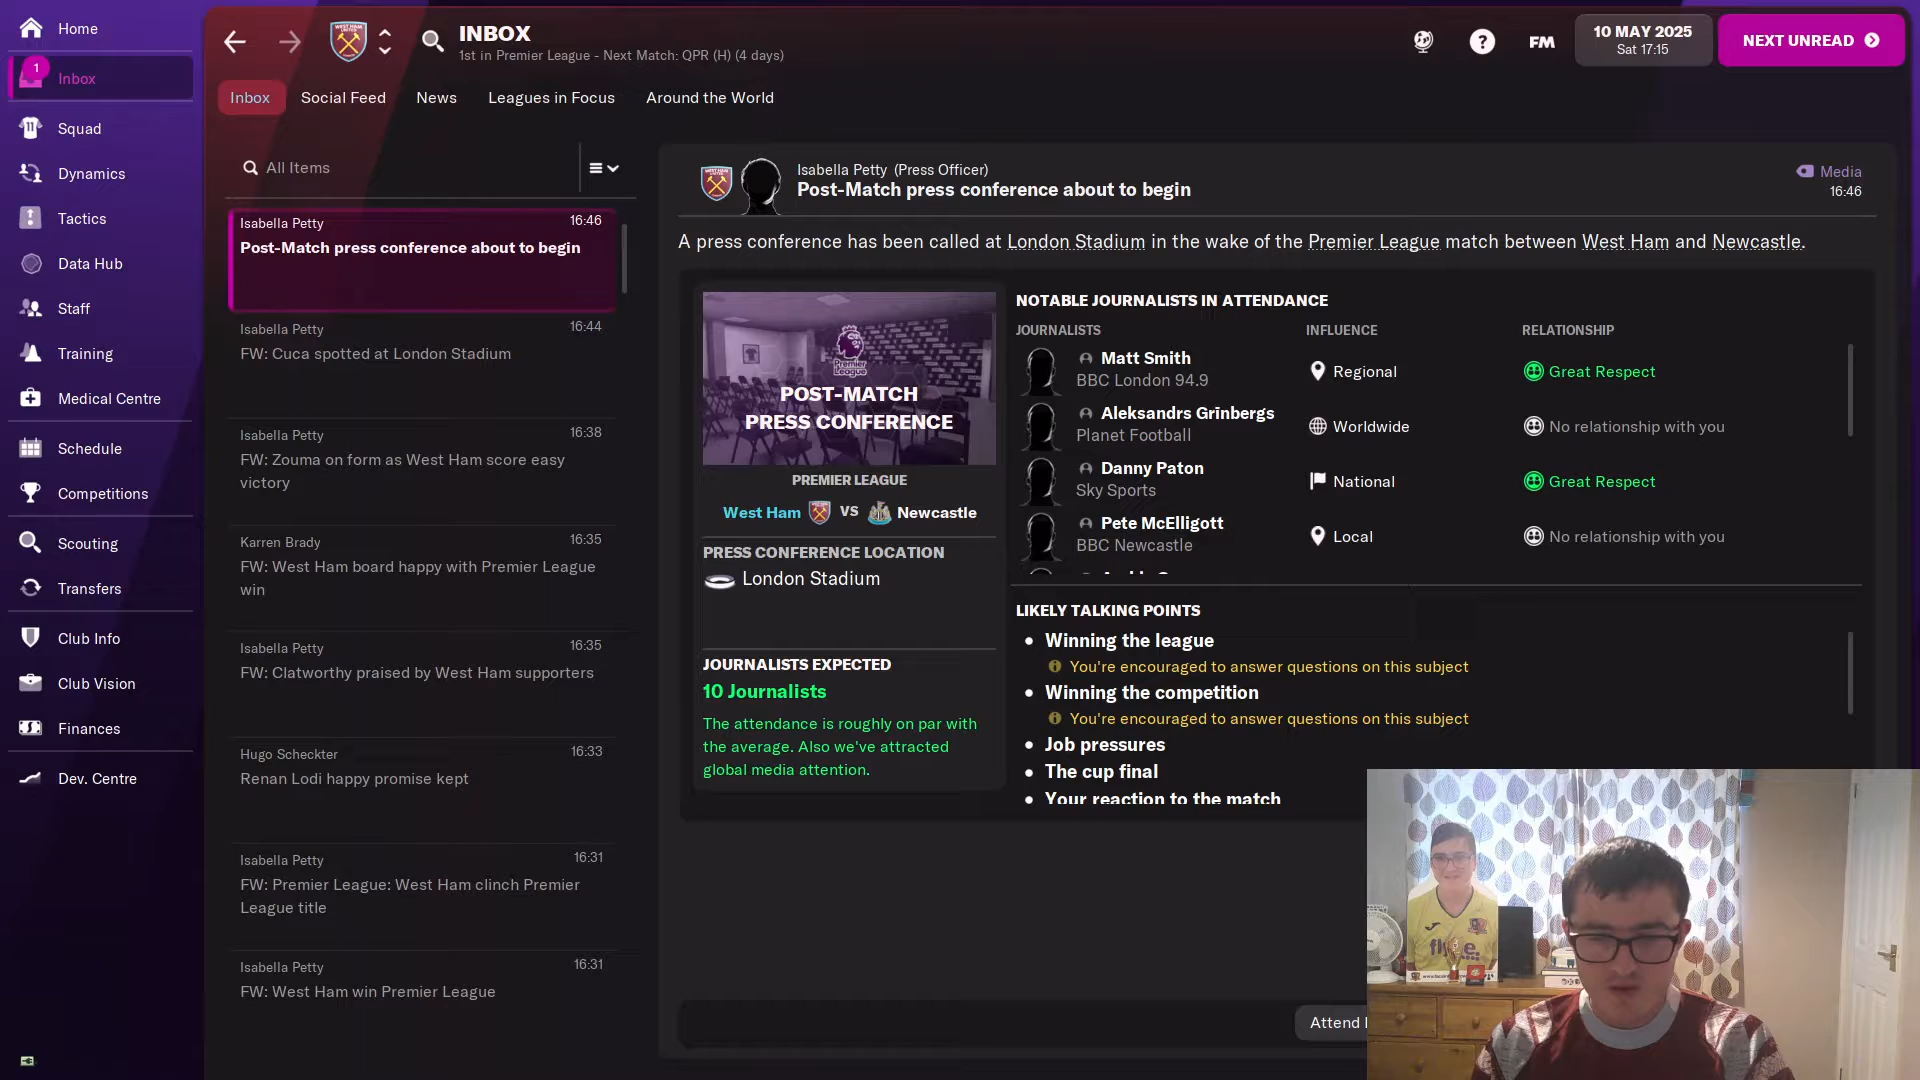 Home
1
Inbox
Squad
Dynamics
Tactics
Data Hub
Staff
Training
Medical Centre
Schedule
Competitions
Scouting
Transfers
Club Info
Club Vision
Finances
Dev. Centre
INBOX
1st in Premier League - Next Match: QPR (H) (4 days)
FM
10 MAY 2025
Sat 17:15
NEXT UNREAD
Inbox
Social Feed
News
Leagues in Focus
Around the World
All Items
Isabella Petty 16:46
Post-Match press conference about to begin
Isabella Petty 16:44
FW: Cuca spotted at London Stadium
Isabella Petty 16:38
FW: Zouma on form as West Ham score easy
victory
Karren Brady 16:35
FW: West Ham board happy with Premier League
win
Isabella Petty 16:35
FW: Clatworthy praised by West Ham supporters
Hugo Scheckter 16:33
Renan Lodi happy promise kept
Isabella Petty 16:31
FW: Premier League: West Ham clinch Premier
League title
Isabella Petty 16:31
FW: West Ham win Premier League
Isabella Petty (Press Officer)
Post-Match press conference about to begin
Media
16:46
A press conference has been called at London Stadium in the wake of the Premier League match between West Ham and Newcastle.
Premier
League
POST-MATCH
PRESS CONFERENCE
PREMIER LEAGUE
West Ham VS Newcastle
PRESS CONFERENCE LOCATION
London Stadium
JOURNALISTS EXPECTED
10 Journalists
The attendance is roughly on par with
the average. Also we've attracted
global media attention.
NOTABLE JOURNALISTS IN ATTENDANCE
JOURNALISTS INFLUENCE RELATIONSHIP
Matt Smith
BBC London 94.9
Regional
Great Respect
Aleksandrs Grīnbergs
Planet Football
Worldwide
No relationship with you
Danny Paton
Sky Sports
National
Great Respect
Pete McElligott
BBC Newcastle
Local
No relationship with you
LIKELY TALKING POINTS
Winning the league
You're encouraged to answer questions on this subject
Winning the competition
You're encouraged to answer questions on this subject
Job pressures
The cup final
Your reaction to the match
Attend